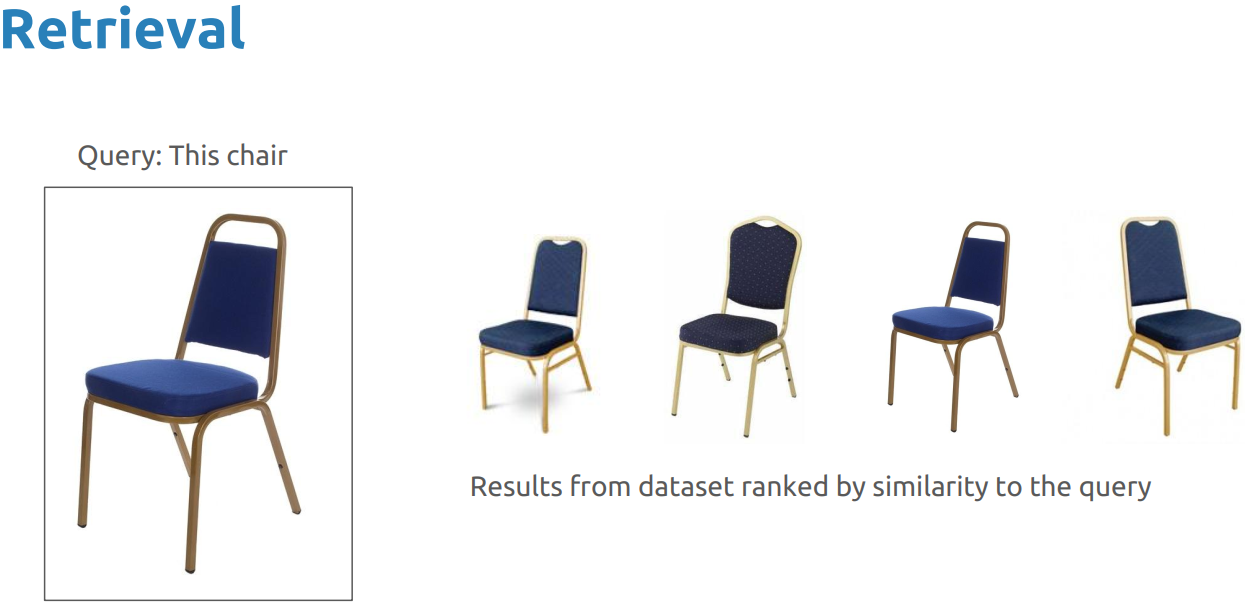 Retrieval
Query: This chair
Results from dataset ranked by similarity to the query